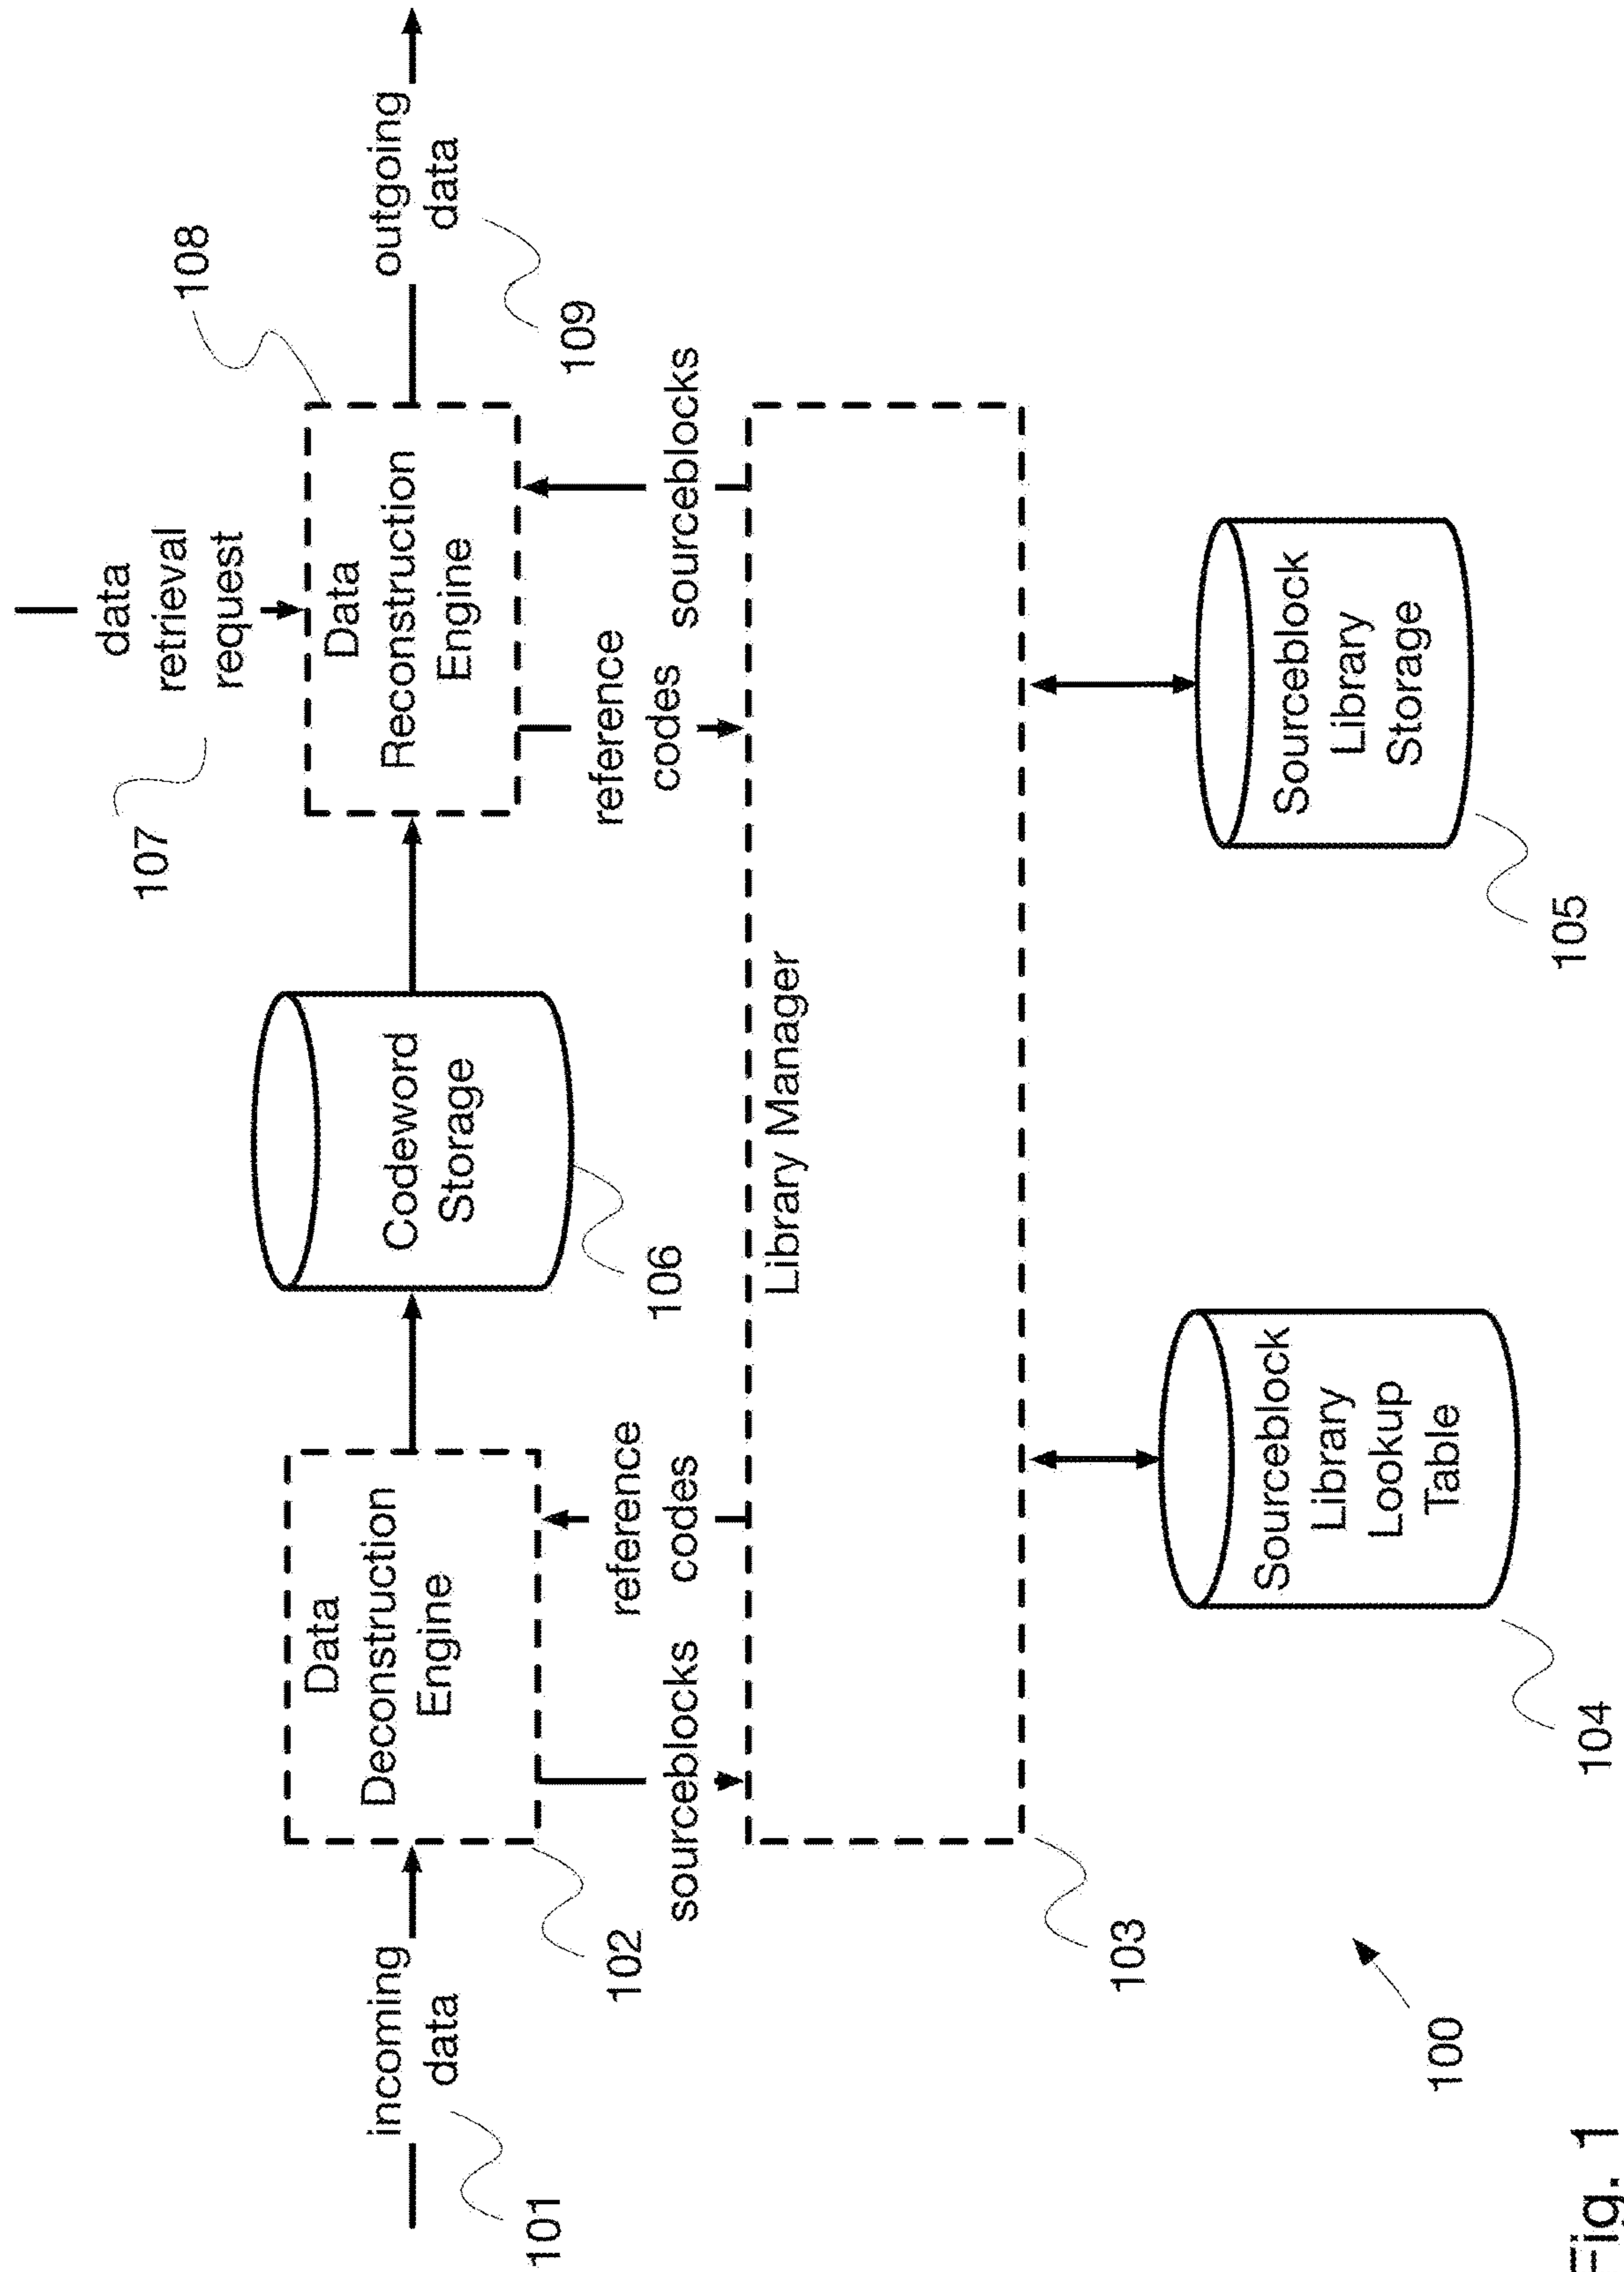 data
retrieval
request
107
108
incoming
data
101
Data
Deconstruction
Engine
102
Codeword
Storage
106
Data
Reconstruction
Engine
outgoing
data
109
sourceblocks
reference
codes
reference
codes
sourceblocks
Library Manager
103
Sourceblock
Library
Lookup
Table
104
Sourceblock
Library
Storage
105
100
Fig. 1